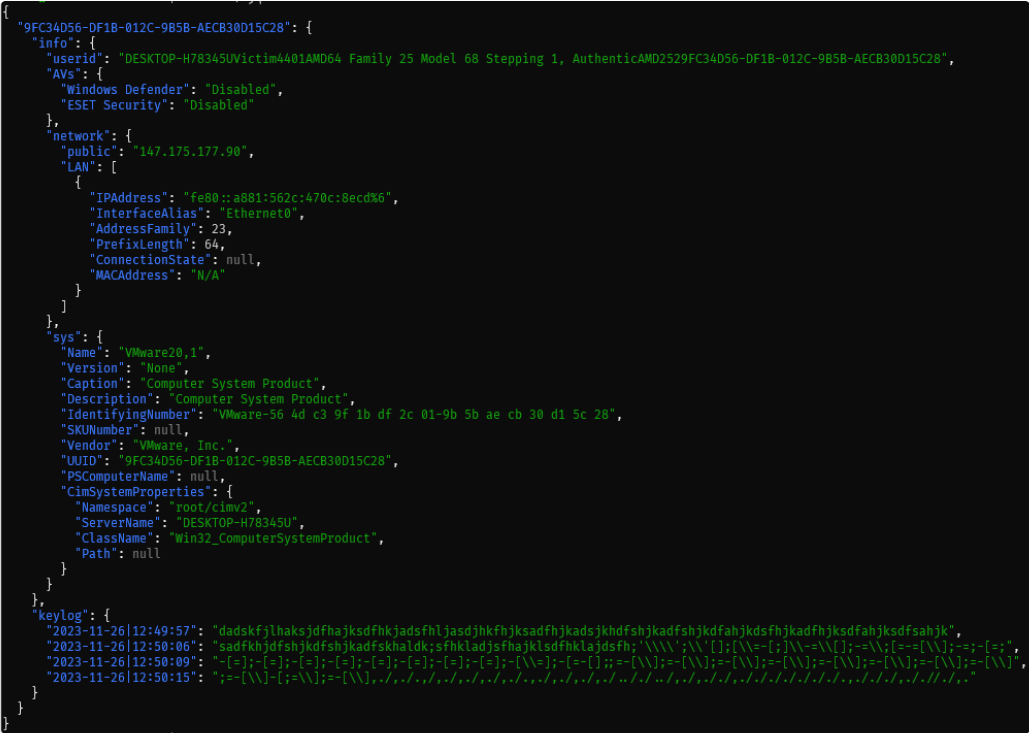 {
  "9FC34D56-DF1B-012C-9B5B-AECB30D15C28": {
    "info": {
      "userid": "DESKTOP-H78345UVictim4401AMD64 Family 25 Model 68 Stepping 1, AuthenticAMD2529FC34D56-DF1B-012C-9B5B-AECB30D15C28",
      "AVs": {
        "Windows Defender": "Disabled",
        "ESET Security": "Disabled"
      },
      "network": {
        "public": "147.175.177.90",
        "LAN": [
          {
            "IPAddress": "fe80::a881:562c:470c:8ecd%6",
            "InterfaceAlias": "Ethernet0",
            "AddressFamily": 23,
            "PrefixLength": 64,
            "ConnectionState": null,
            "MACAddress": "N/A"
          }
        ]
      },
      "sys": {
        "Name": "VMware20,1",
        "Version": "None",
        "Caption": "Computer System Product",
        "Description": "Computer System Product",
        "IdentifyingNumber": "VMware-56 4d c3 9f 1b df 2c 01-9b 5b ae cb 30 d1 5c 28",
        "SKUNumber": null,
        "Vendor": "VMware, Inc.",
        "UUID": "9FC34D56-DF1B-012C-9B5B-AECB30D15C28",
        "PSComputerName": null,
        "CimSystemProperties": {
          "Namespace": "root/cimv2",
          "ServerName": "DESKTOP-H78345U",
          "ClassName": "Win32_ComputerSystemProduct",
          "Path": null
        }
      }
    },
    "keylog": {
      "2023-11-26|12:49:57": "dadskfjlhaksjdfhajksdfhkjadsfhljasdjhkfhjksadfhjkadsjkhdfshjkadfshjkdfahjkdsfhjkadfhjksdfahjksdfsahjk",
      "2023-11-26|12:50:06": "sadfkhjdfshjkdfshjkadfskhaldk;sfhkladjsfhajklsdfhklajdsfh;
      "2023-11-26|12:50:09":
      "2023-11-26|12:50:15":
    }
  }
}